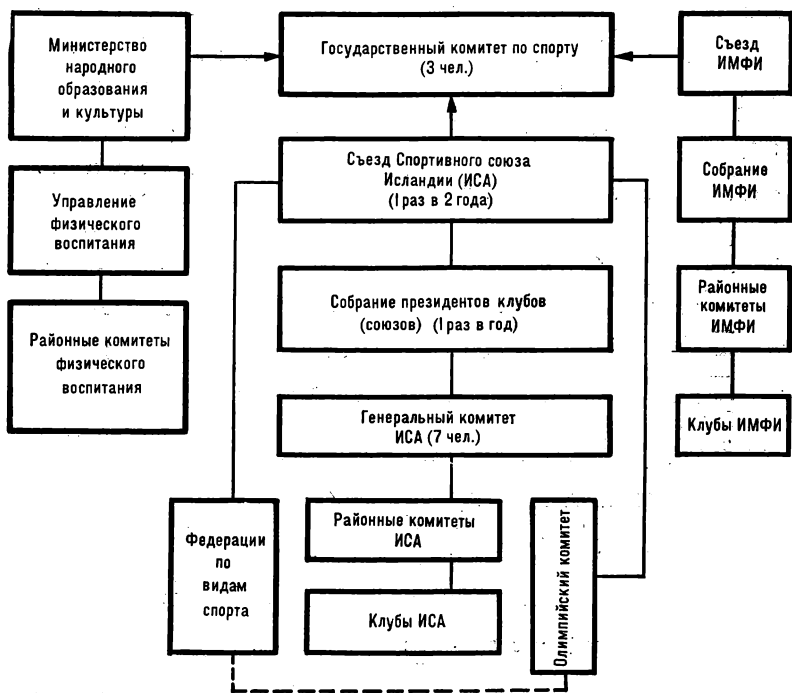 Министерство
народного
образования
и культуры
Государственный комитет по спорту
(3 чел.)
Съезд
ИМФИ
Управление
физического
воспитания
Съезд Спортивного союза
Исландии (ИСА)
(1 раз в 2 года)
Собрание
ИМФИ
Районные комитеты
физического
воспитания
Собрание президентов клубов
(союзов) (1 раз в год)
Районные
комитеты
ИМФИ
Генеральный комитет
ИСА (7 чел.)
Клубы ИМФИ
Федерации
по
видам
спорта
Районные комитеты
ИСА
Клубы ИСА
Олимпийский комитет